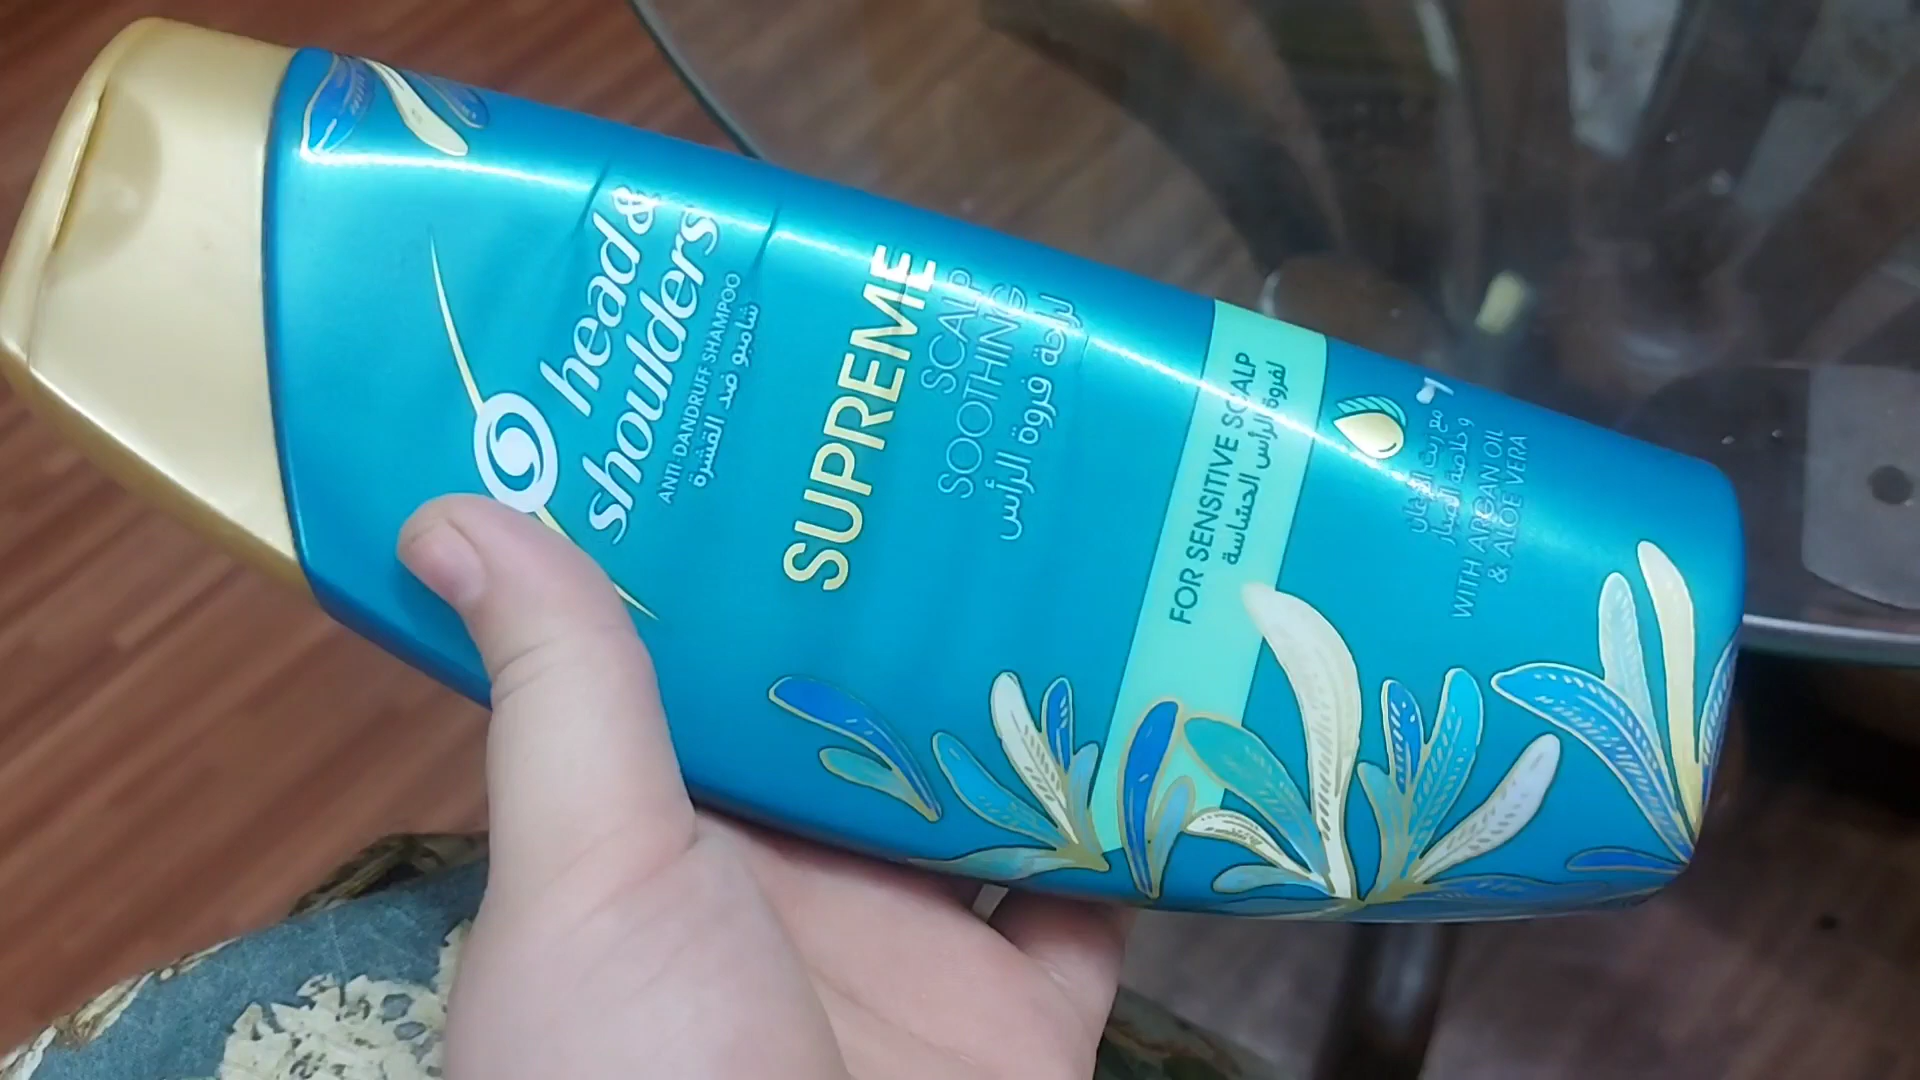 head &
shoulders
ANTI-DANDRUFF SHAMPOO
شامبو ضد القشرة
SUPREME
SCALP
SOOTHING
لراحة فروة الرأس
FOR SENSITIVE SCALP
لفروة الرأس الحساسة
مع زيت الأرغان
و خلاصة الصبار
WITH ARGAN OIL
& ALOE VERA